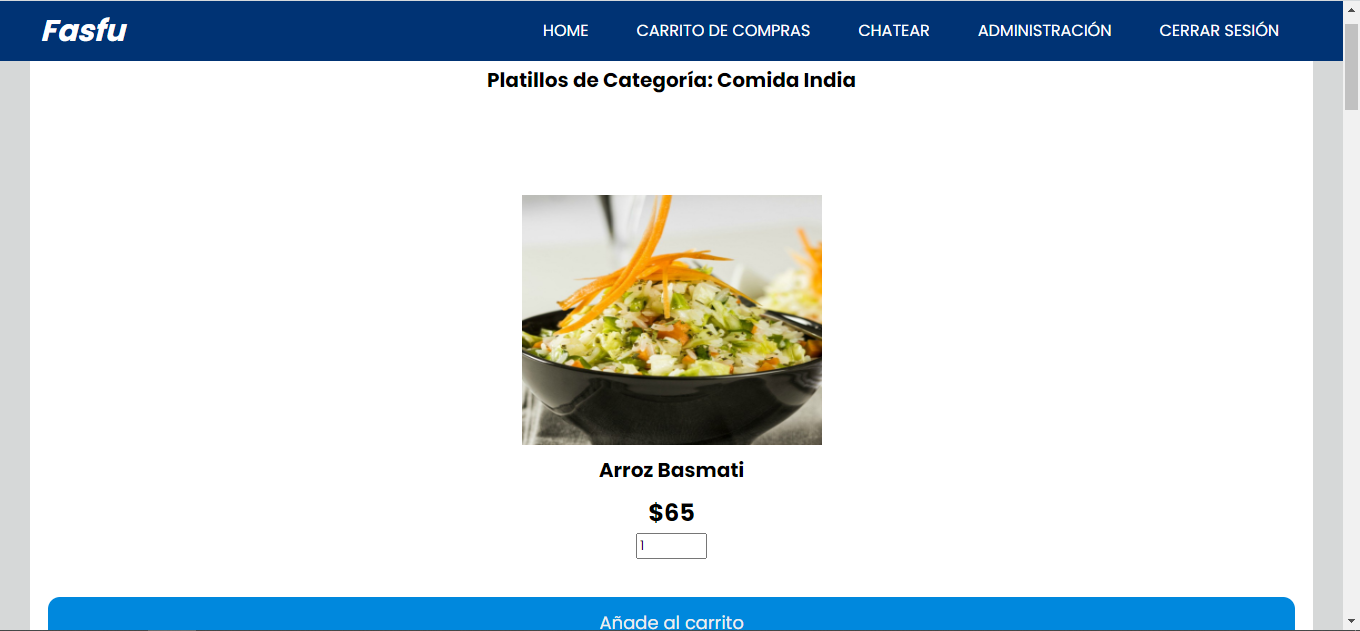 Fasfu
HOME CARRITO DE COMPRAS CHATEAR ADMINISTRACIÓN CERRAR SESIÓN
Platillos de Categoría: Comida India
Arroz Basmati
$65
1
Añade al carrito